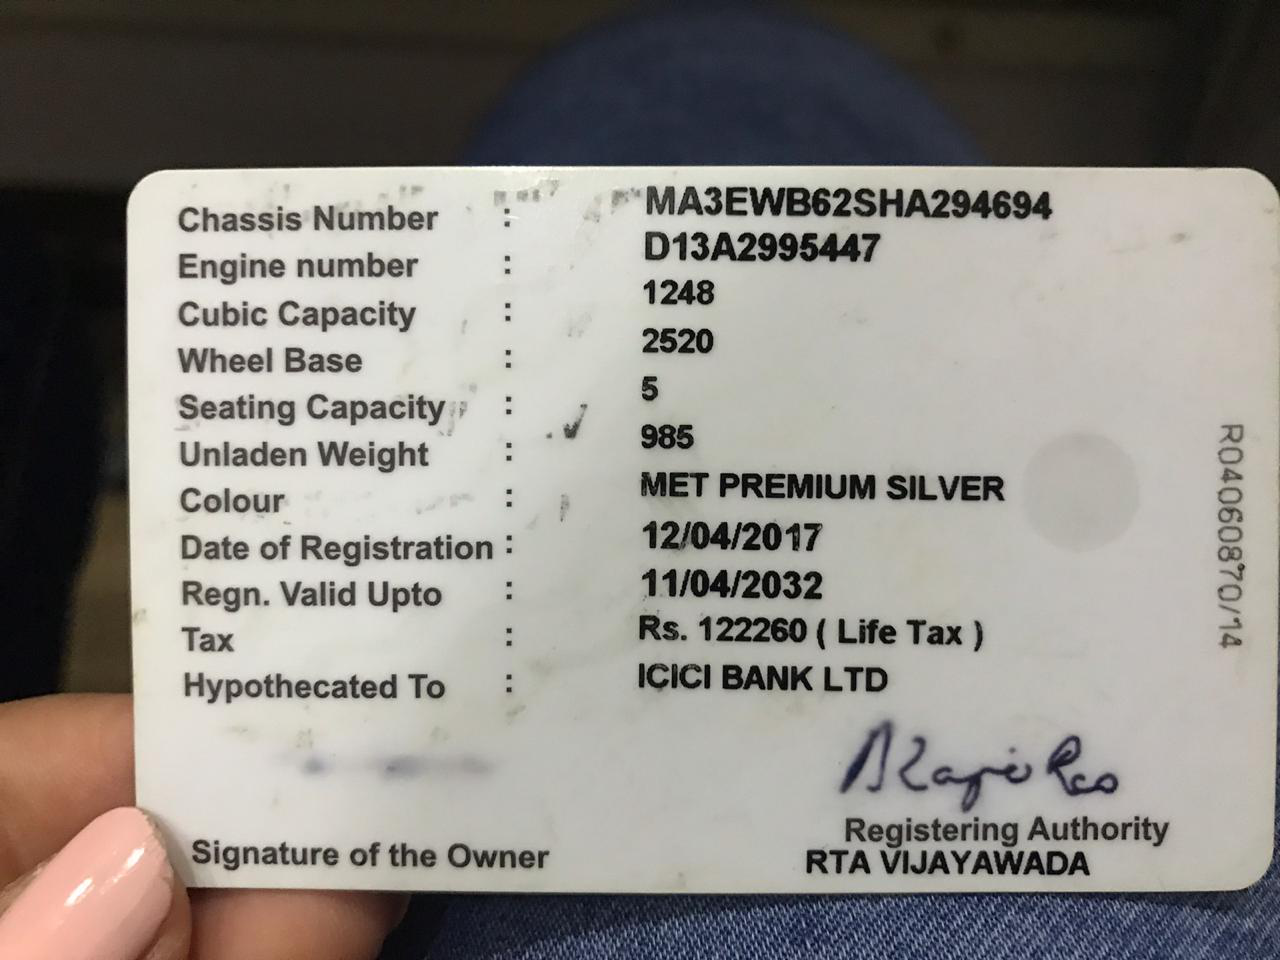 Chassis Number : MA3EWB62SHA294694
Engine number : D13A2995447
Cubic Capacity : 1248
Wheel Base : 2520
Seating Capacity : 5
Unladen Weight : 985
Colour : MET PREMIUM SILVER
Date of Registration : 12/04/2017
Regn. Valid Upto : 11/04/2032
Tax : Rs. 122260 ( Life Tax )
Hypothecated To : ICICI BANK LTD
Signature of the Owner
Registering Authority
RTA VIJAYAWADA
R04060870/14